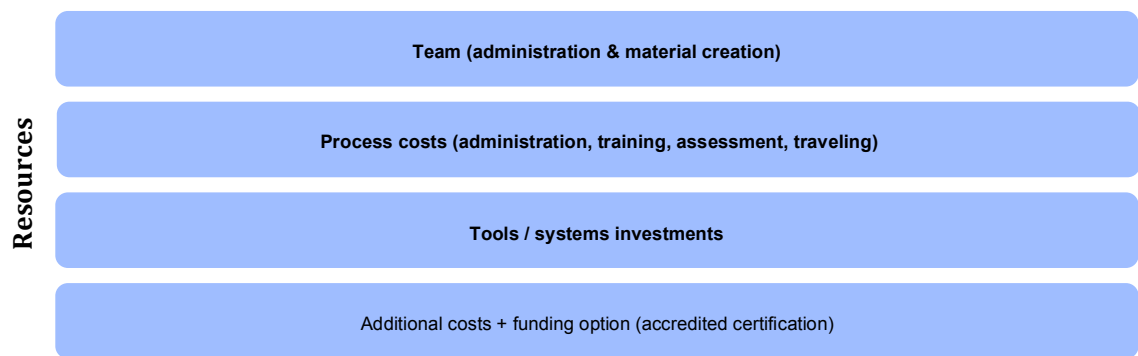 Resources
Team (administration & material creation)
Process costs (administration, training, assessment, traveling)
Tools / systems investments
Additional costs + funding option (accredited certification)